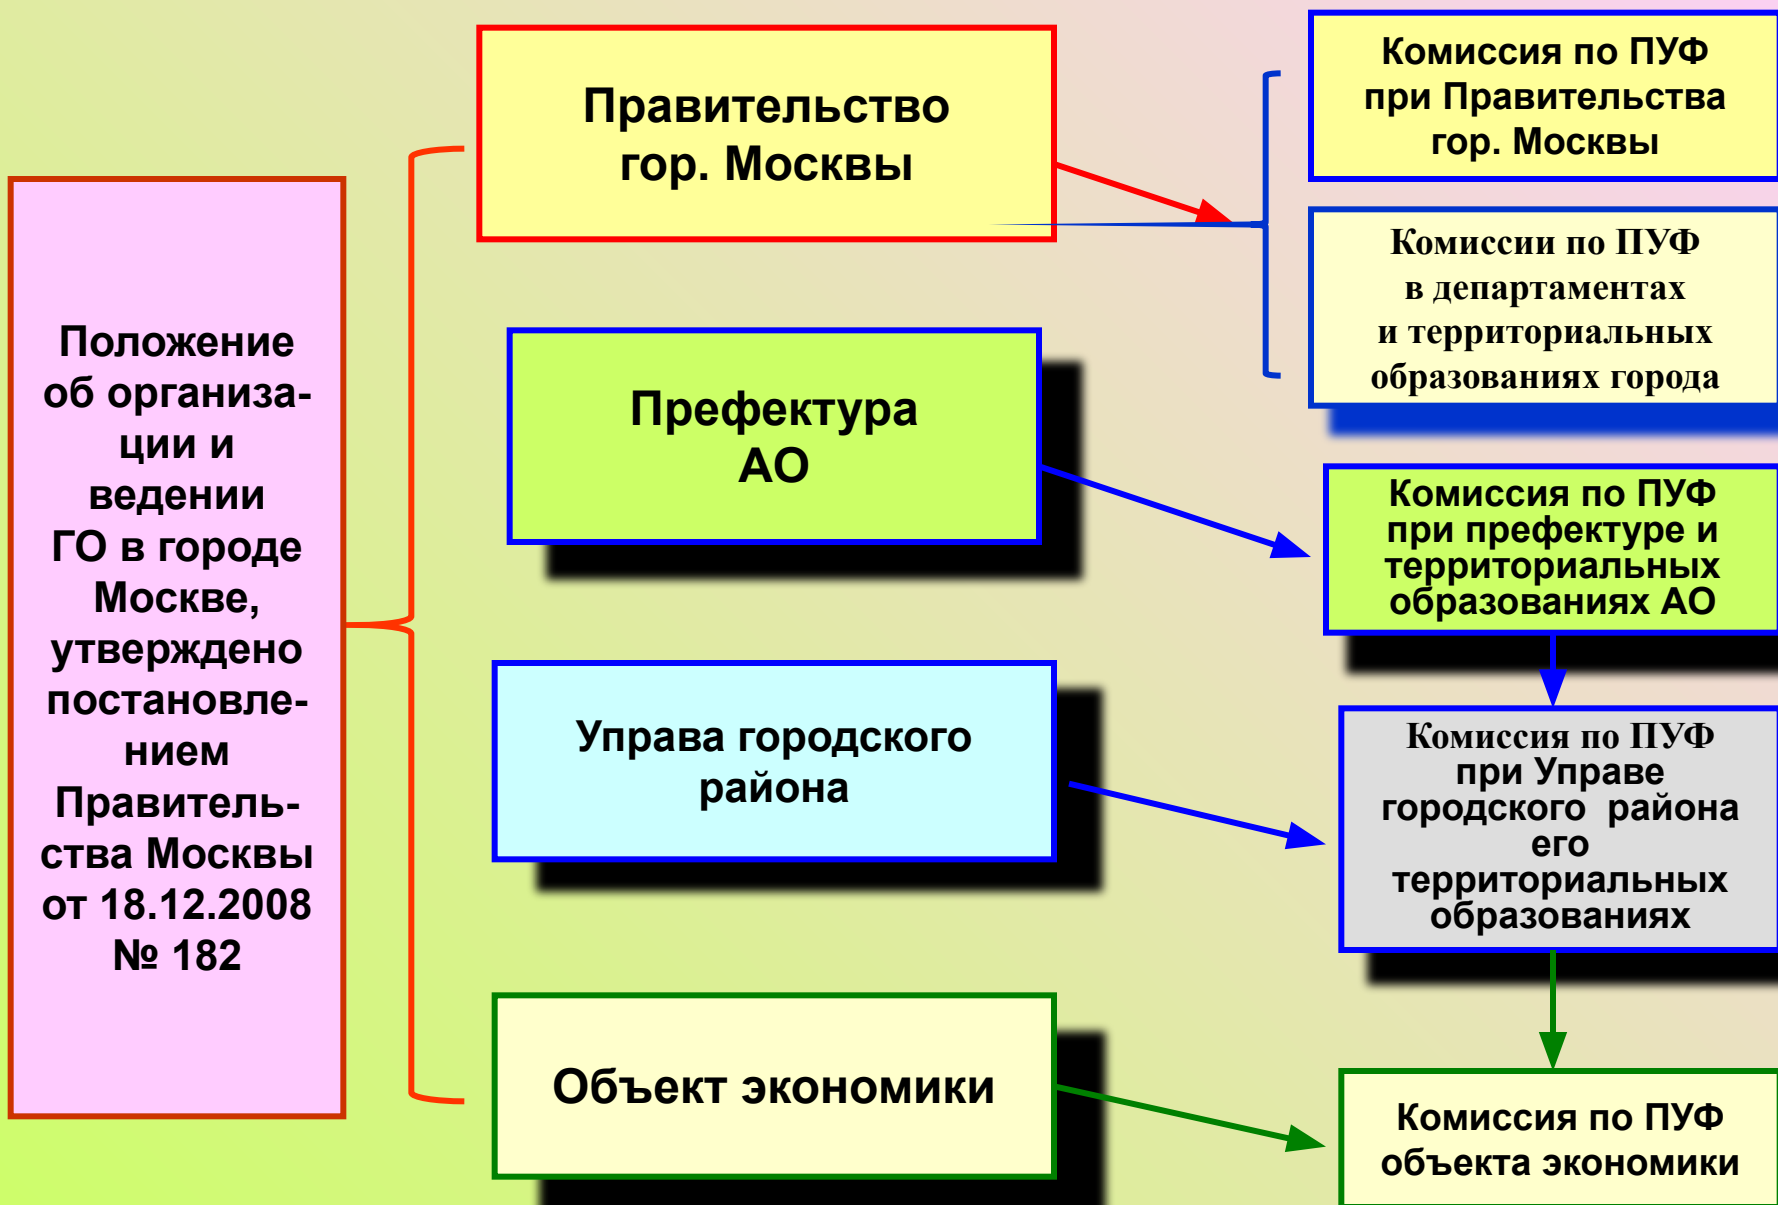 Положение
об организа-
ции и
ведении
ГО в городе
Москве,
утверждено
постановле-
нием
Правитель-
ства Москвы
от 18.12.2008
№ 182
Правительство
гор. Москвы
Комиссия по ПУФ
при Правительства
гор. Москвы
Комиссии по ПУФ
в департаментах
и территориальных
образованиях города
Префектура
АО
Комиссия по ПУФ
при префектуре и
территориальных
образованиях АО
Управа городского
района
Комиссия по ПУФ
при Управе
городского района
его
территориальных
образованиях
Объект экономики
Комиссия по ПУФ
объекта экономики